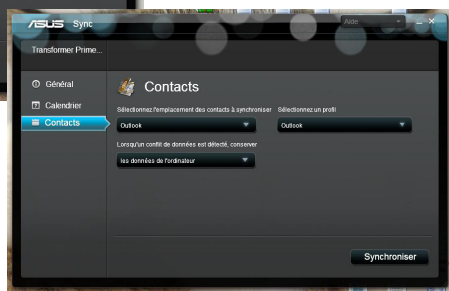 ASUS Sync
Aide
Transformer Prime...
Général
Calendrier
Contacts
Contacts
Sélectionnez l'emplacement des contacts à synchroniser
Sélectionnez un profil
Outlook
Outlook
Lorsqu'un conflit de données est détecté, conserver
les données de l'ordinateur
Synchroniser